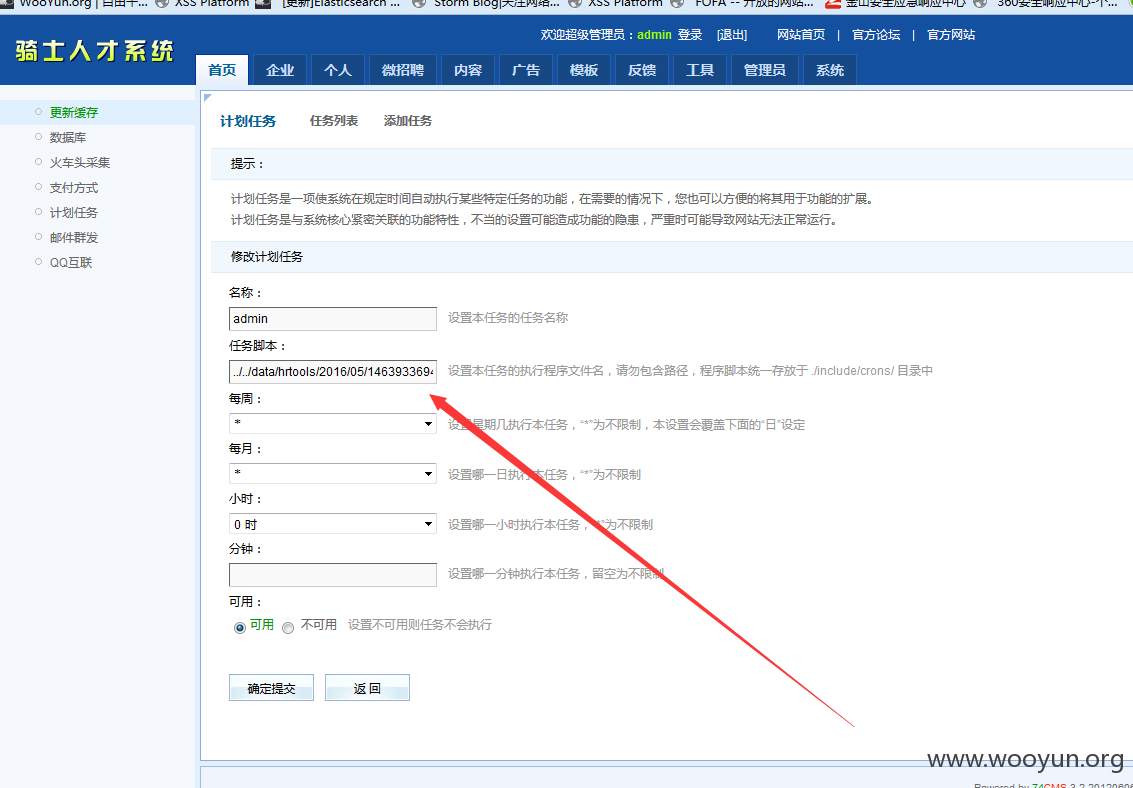 WooYun.org | 自由平... XSS Platform [更新]Elasticsearch ... Storm Blog|关注网络... XSS Platform FOFA -- 开放的网站... 金山安全应急响应中心 360安全响应中心-个...
骑士人才系统
欢迎超级管理员：admin 登录 [退出] 网站首页 | 官方论坛 | 官方网站
首页 企业 个人 微招聘 内容 广告 模板 反馈 工具 管理员 系统
更新缓存
数据库
火车头采集
支付方式
计划任务
邮件群发
QQ互联
计划任务 任务列表 添加任务
提示：
计划任务是一项使系统在规定时间自动执行某些特定任务的功能，在需要的情况下，您也可以方便的将其用于功能的扩展。
计划任务是与系统核心紧密关联的功能特性，不当的设置可能造成功能的隐患，严重时可能导致网站无法正常运行。
修改计划任务
名称：
admin 设置本任务的任务名称
任务脚本：
../../data/hrtools/2016/05/1463933694 设置本任务的执行程序文件名，请勿包含路径，程序脚本统一存放于 ./include/crons/ 目录中
每周：
* 设置星期几执行本任务，“*”为不限制，本设置会覆盖下面的“日”设定
每月：
* 设置哪一日执行本任务，“*”为不限制
小时：
0 时 设置哪一小时执行本任务，“*”为不限制
分钟：
设置哪一分钟执行本任务，留空为不限制
可用：
可用 不可用 设置不可用则任务不会执行
确定提交 返 回
www.wooyun.org
Powered by 74CMS